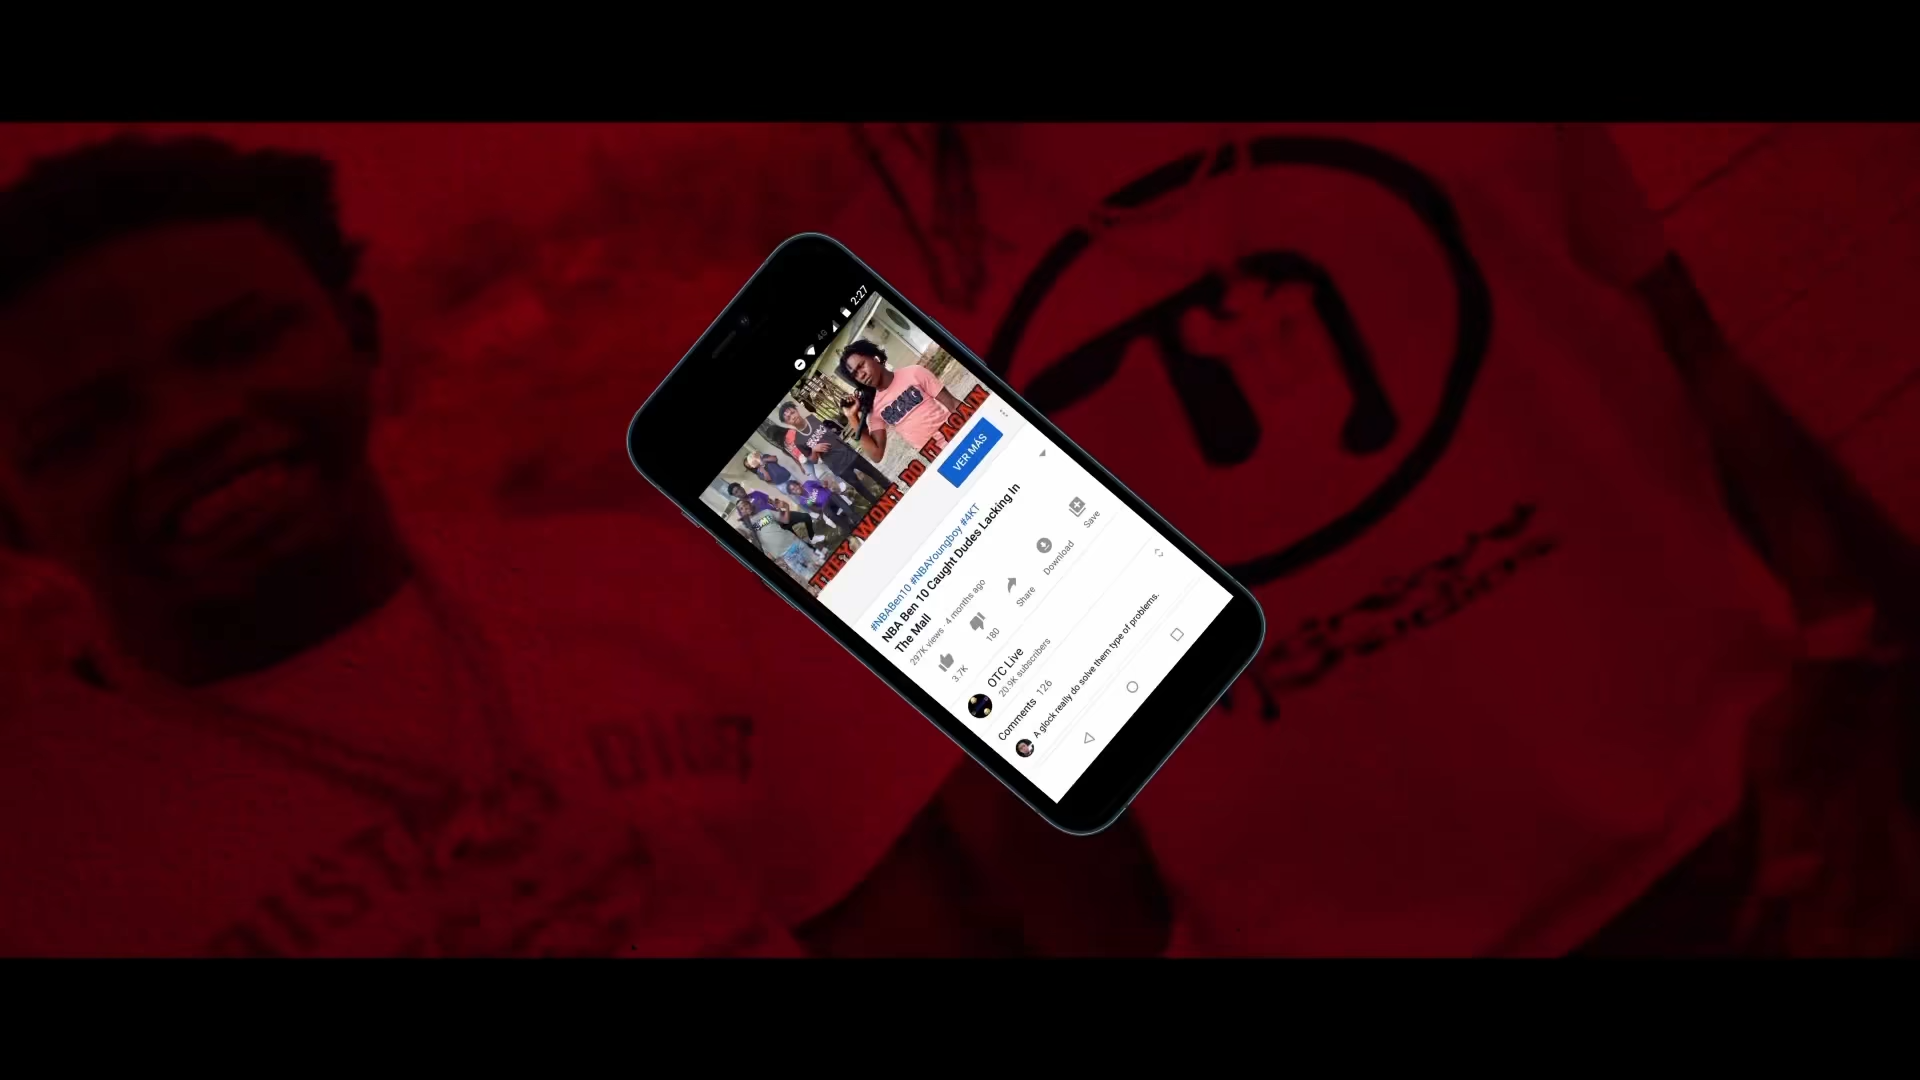 2:27
THEY WONT DO IT AGAIN
VER MÁS
#NBABen10 #NBAYoungboy #4KT
NBA Ben 10 Caught Dudes Lacking In
The Mall
297K views · 4 months ago
3.7K
180
Share
Download
Save
OTC Live
20.9K subscribers
Comments 126
A glock really do solve them type of problems.